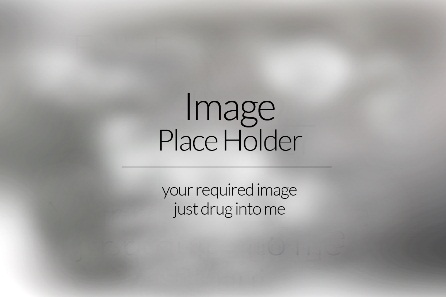 Image
Place Holder
your required image
just drug into me